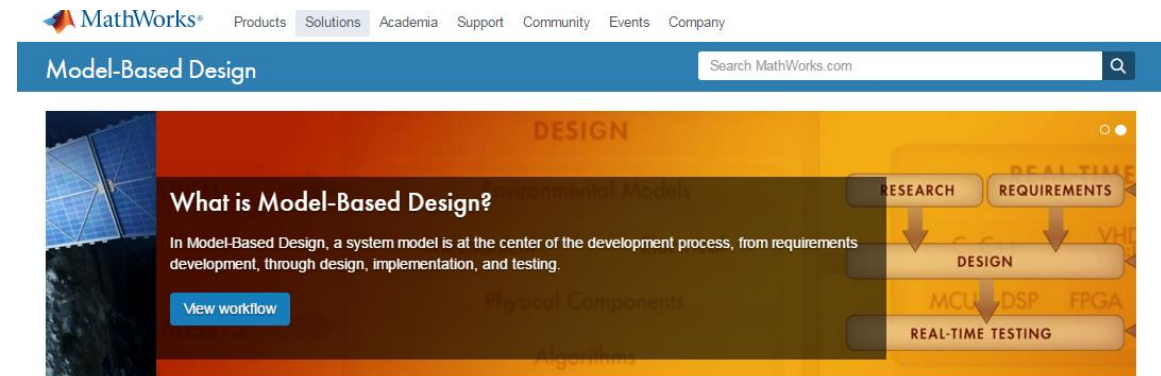 MathWorks®
Products Solutions Academia Support Community Events Company
Model-Based Design
Search MathWorks.com
DESIGN
REAL-TIME
Environmental Models
What is Model-Based Design?
RESEARCH REQUIREMENTS
In Model-Based Design, a system model is at the center of the development process, from requirements
development, through design, implementation, and testing.
DESIGN
View workflow
Physical Components
MCU DSP FPGA
REAL-TIME TESTING
Algorithms